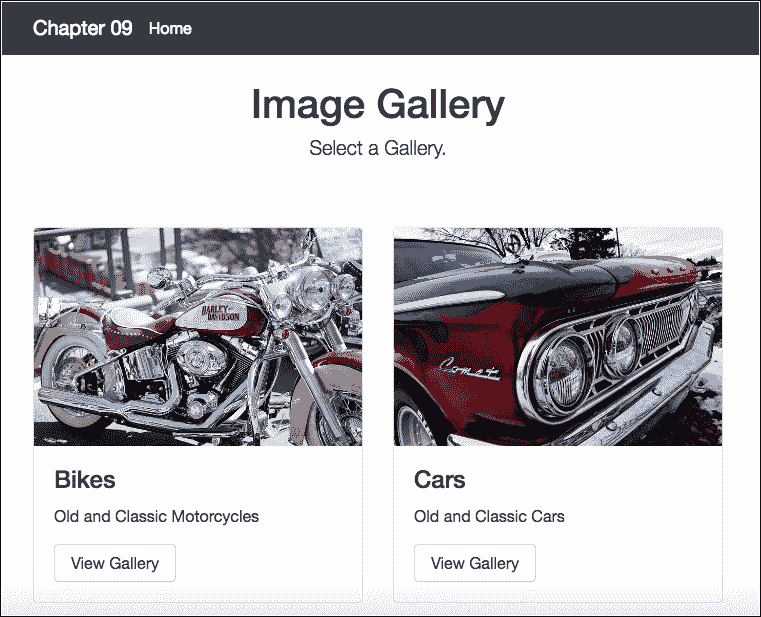 Chapter 09 Home
Image Gallery
Select a Gallery.
HARLEY
DAVIDSON
Comet
Bikes
Old and Classic Motorcycles
View Gallery
Cars
Old and Classic Cars
View Gallery